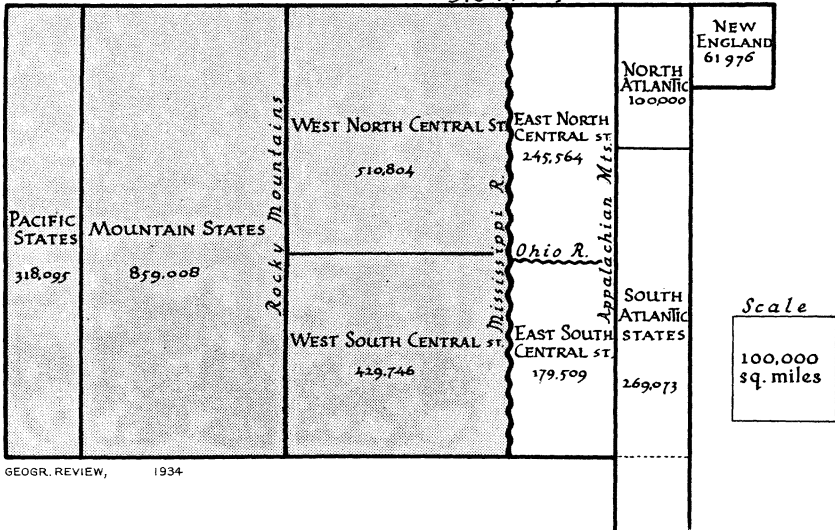 NEW
ENGLAND
61976
NORTH
ATLANTIC
100000
WEST NORTH CENTRAL ST.
510,804
EAST NORTH
CENTRAL ST.
245,564
PACIFIC
STATES
318,095
MOUNTAIN STATES
859.008
Rocky Mountains
Mississippi R.
Ohio R.
Appalachian Mts.
WEST SOUTH CENTRAL ST.
429.746
EAST SOUTH
CENTRAL ST.
179.509
SOUTH
ATLANTIC
STATES
269,073
Scale
100,000
sq. miles
GEOGR. REVIEW, 1934